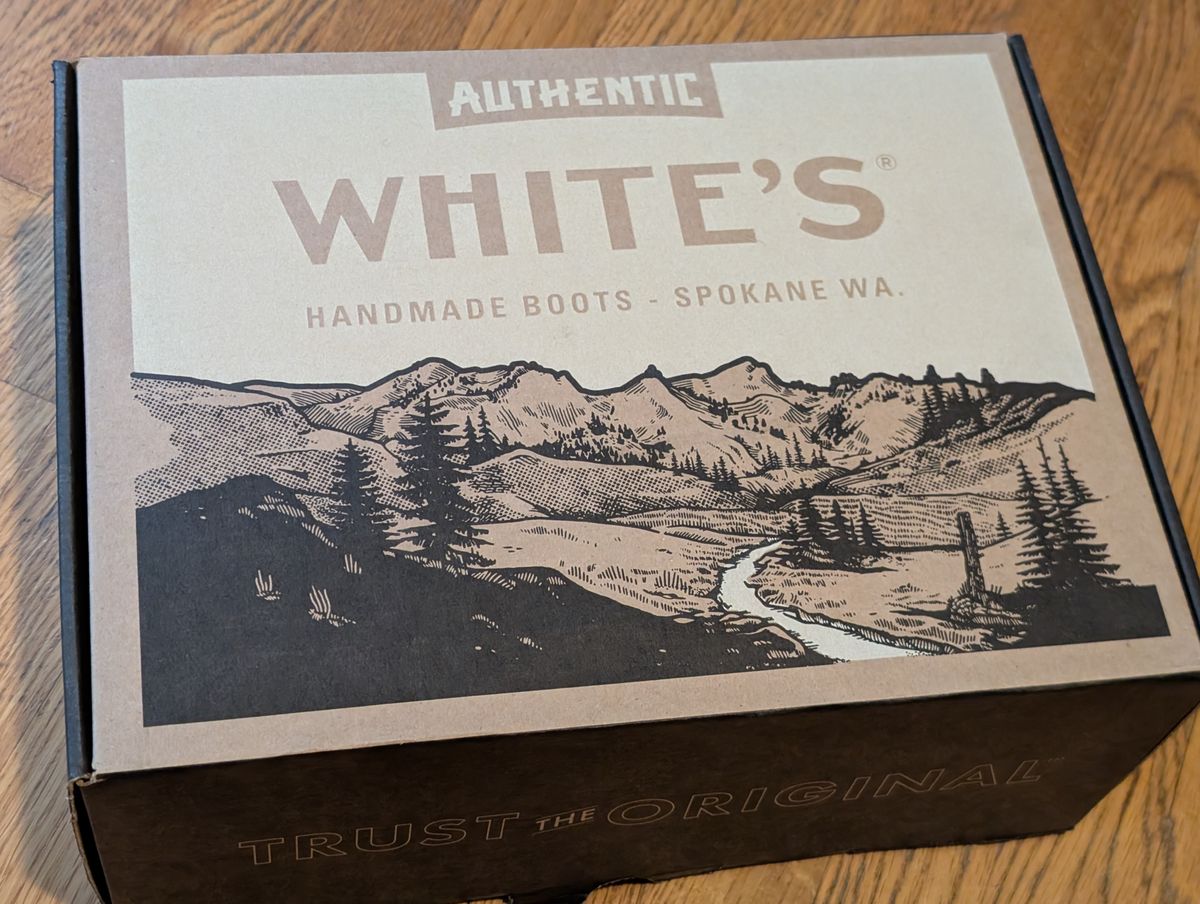 AUTHENTIC
WHITE'S®
HANDMADE BOOTS - SPOKANE WA.
TRUST THE ORIGINAL™